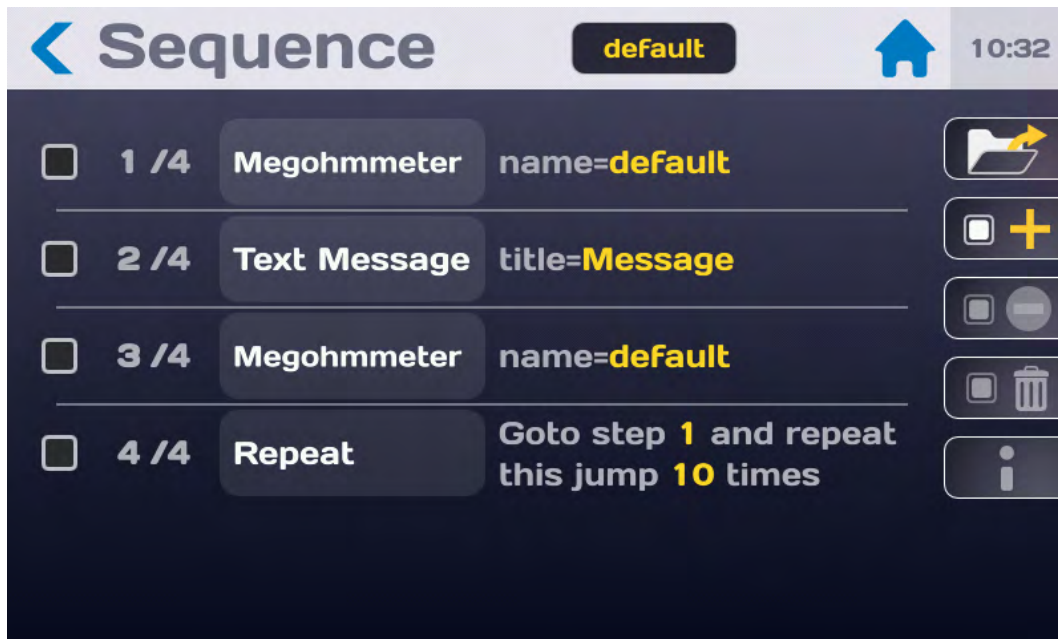 Sequence default 10:32
1 /4 Megohmmeter name=default
2 /4 Text Message title=Message
3 /4 Megohmmeter name=default
4 /4 Repeat Goto step 1 and repeat
this jump 10 times